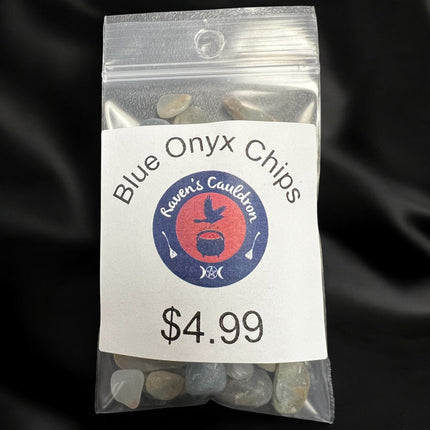 Blue Onyx Chips
Raven's Cauldron
$4.99